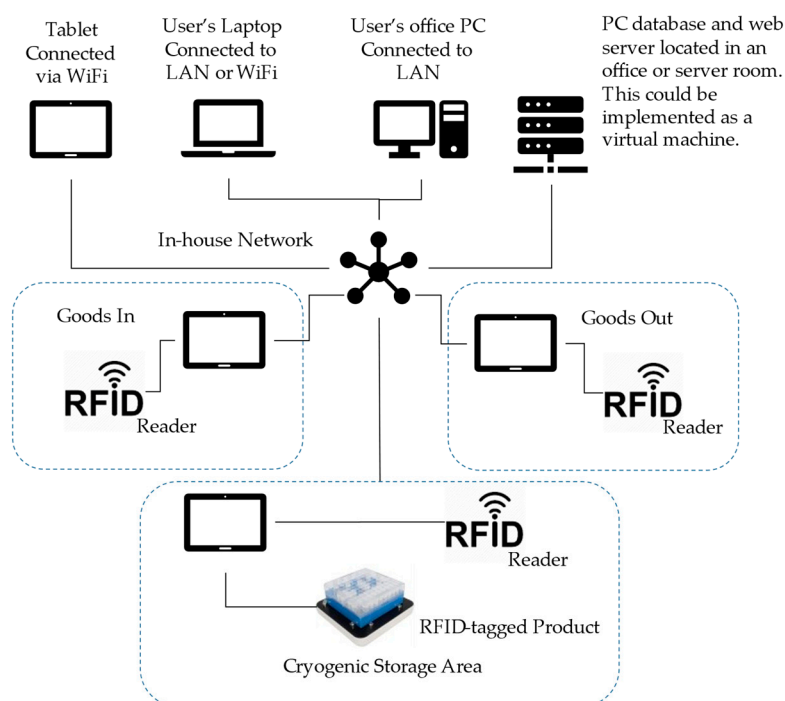 Tablet
Connected
via WiFi
User's Laptop
Connected to
LAN or WiFi
User's office PC
Connected to
LAN
PC database and web
server located in an
office or server room.
This could be
implemented as a
virtual machine.
In-house Network
Goods In
RFID
Reader
Goods Out
RFID
Reader
RFID
Reader
RFID-tagged Product
Cryogenic Storage Area